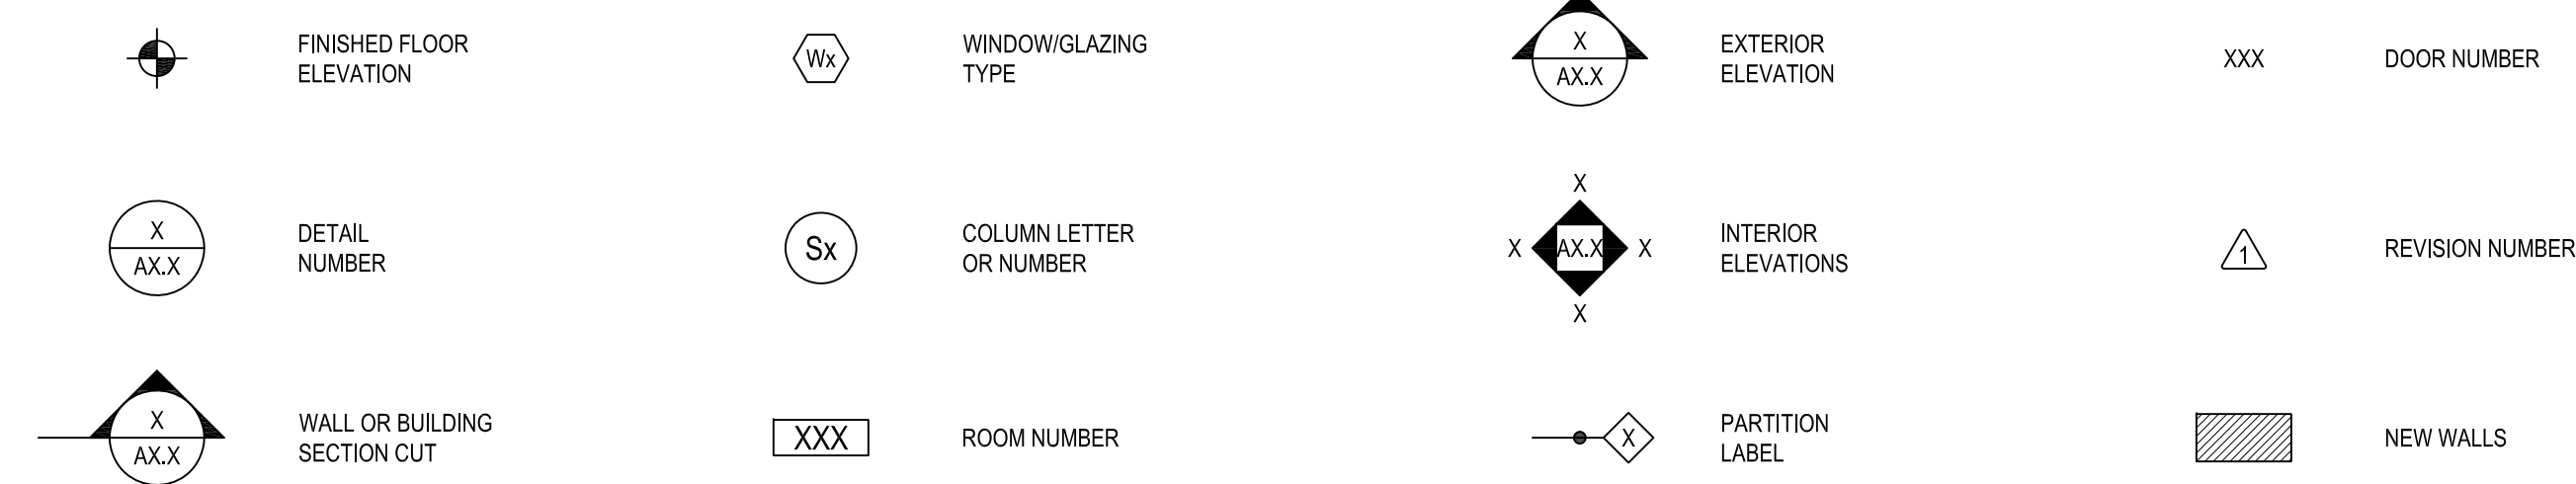 FINISHED FLOOR
ELEVATION
Wx
WINDOW/GLAZING
TYPE
X
AX.X
EXTERIOR
ELEVATION
XXX
DOOR NUMBER
X
AX.X
DETAIL
NUMBER
Sx
COLUMN LETTER
OR NUMBER
X
X
AX.X
X
X
INTERIOR
ELEVATIONS
1
REVISION NUMBER
X
AX.X
WALL OR BUILDING
SECTION CUT
XXX
ROOM NUMBER
X
PARTITION
LABEL
NEW WALLS